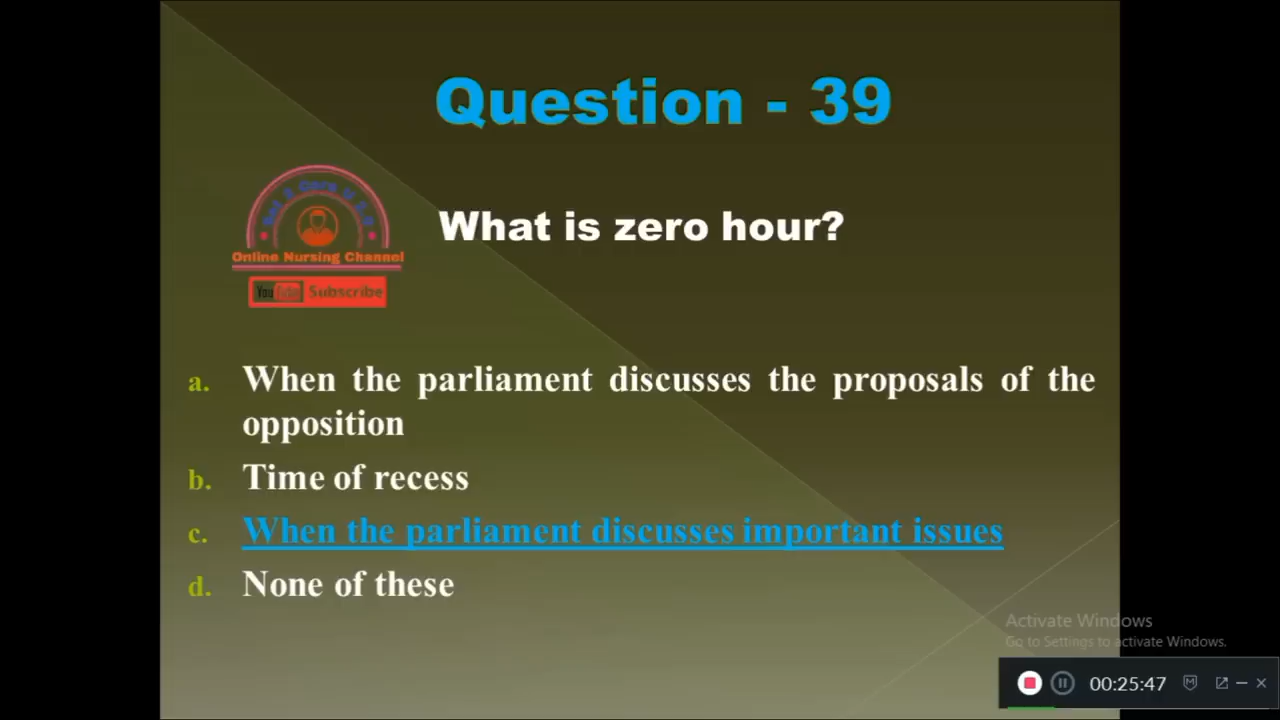 Question - 39
Online Nursing Channel
YouTube Subscribe
What is zero hour?
a. When the parliament discusses the proposals of the
opposition
b. Time of recess
c. When the parliament discusses important issues
d. None of these
Activate Windows
Go to Settings to activate Windows.
00:25:47